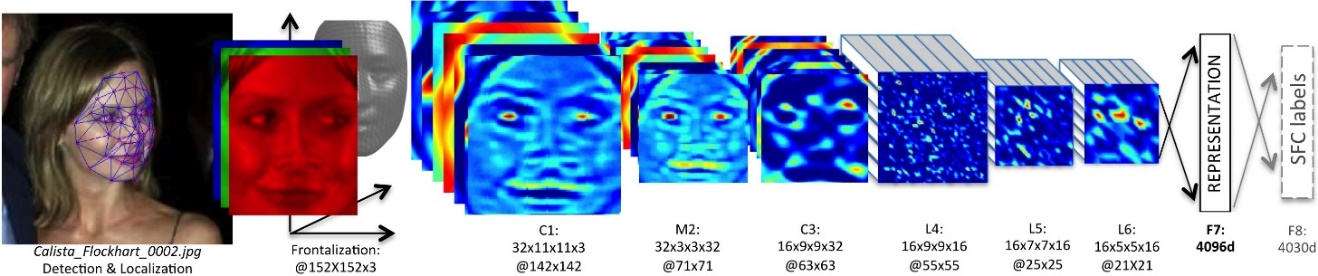 Calista_Flockhart_0002.jpg
Detection & Localization
Frontalization:
@152X152x3
C1:
32x11x11x3
@142x142
M2:
32x3x3x32
@71x71
C3:
16x9x9x32
@63x63
L4:
16x9x9x16
@55x55
L5:
16x7x7x16
@25x25
L6:
16x5x5x16
@21X21
REPRESENTATION
F7:
4096d
SFC labels
F8:
4030d